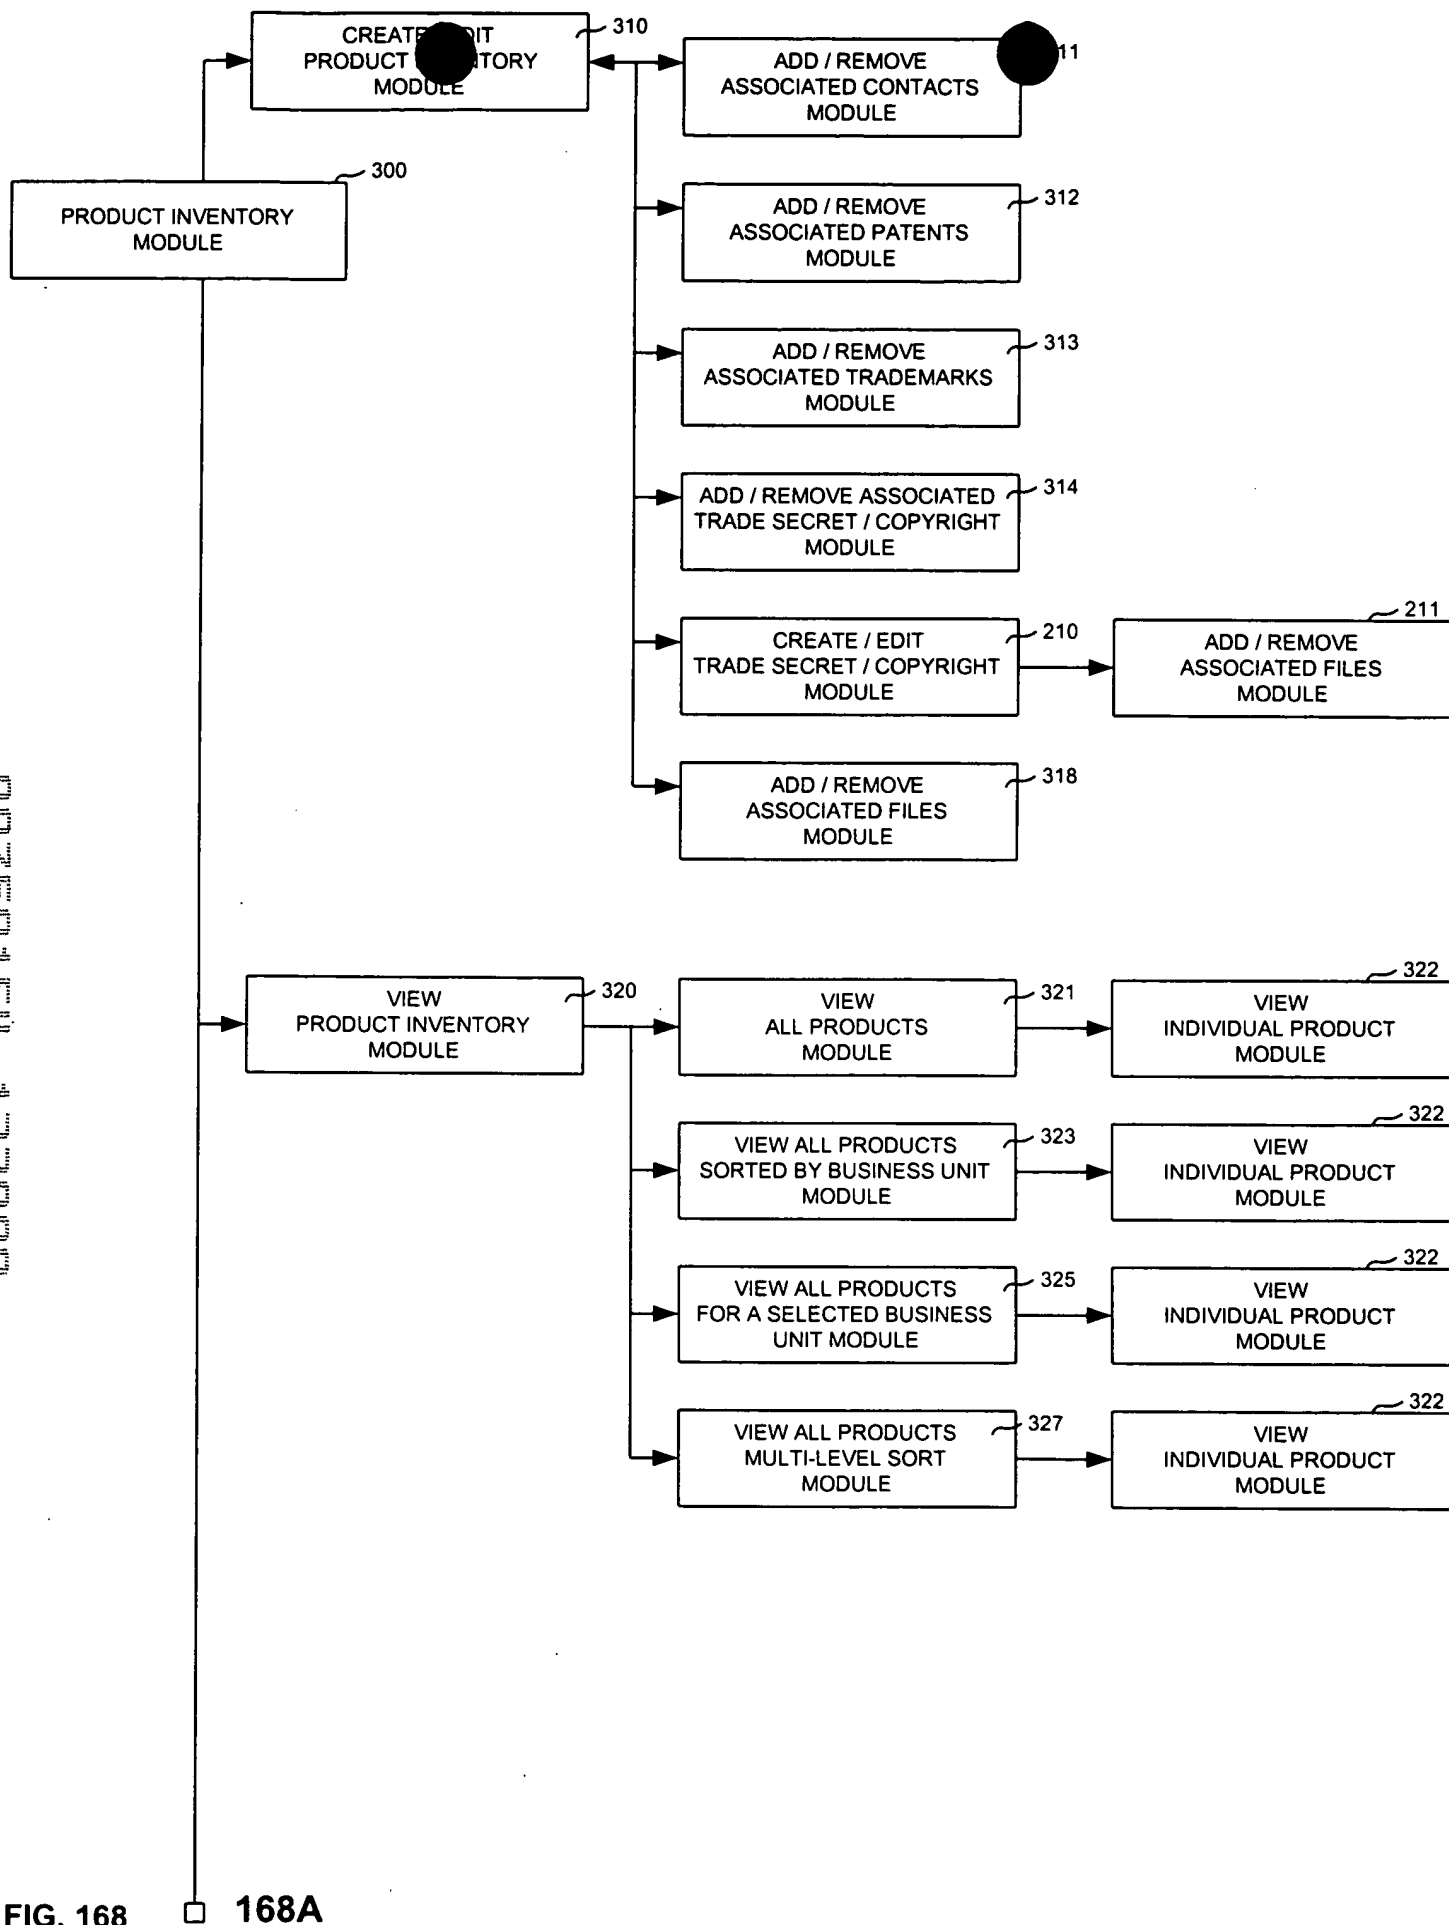 310
PRODUCT
MODULE
11
ADD / REMOVE
ASSOCIATED CONTACTS
MODULE
300
PRODUCT INVENTORY
MODULE
312
ADD / REMOVE
ASSOCIATED PATENTS
MODULE
313
ADD / REMOVE
ASSOCIATED TRADEMARKS
MODULE
314
ADD / REMOVE ASSOCIATED
TRADE SECRET / COPYRIGHT
MODULE
210
CREATE / EDIT
TRADE SECRET / COPYRIGHT
MODULE
211
ADD / REMOVE
ASSOCIATED FILES
MODULE
318
ADD / REMOVE
ASSOCIATED FILES
MODULE
320
VIEW
PRODUCT INVENTORY
MODULE
321
VIEW
ALL PRODUCTS
MODULE
322
VIEW
INDIVIDUAL PRODUCT
MODULE
323
VIEW ALL PRODUCTS
SORTED BY BUSINESS UNIT
MODULE
322
VIEW
INDIVIDUAL PRODUCT
MODULE
325
VIEW ALL PRODUCTS
FOR A SELECTED BUSINESS
UNIT MODULE
322
VIEW
INDIVIDUAL PRODUCT
MODULE
327
VIEW ALL PRODUCTS
MULTI-LEVEL SORT
MODULE
322
VIEW
INDIVIDUAL PRODUCT
MODULE
FIG. 168
168A